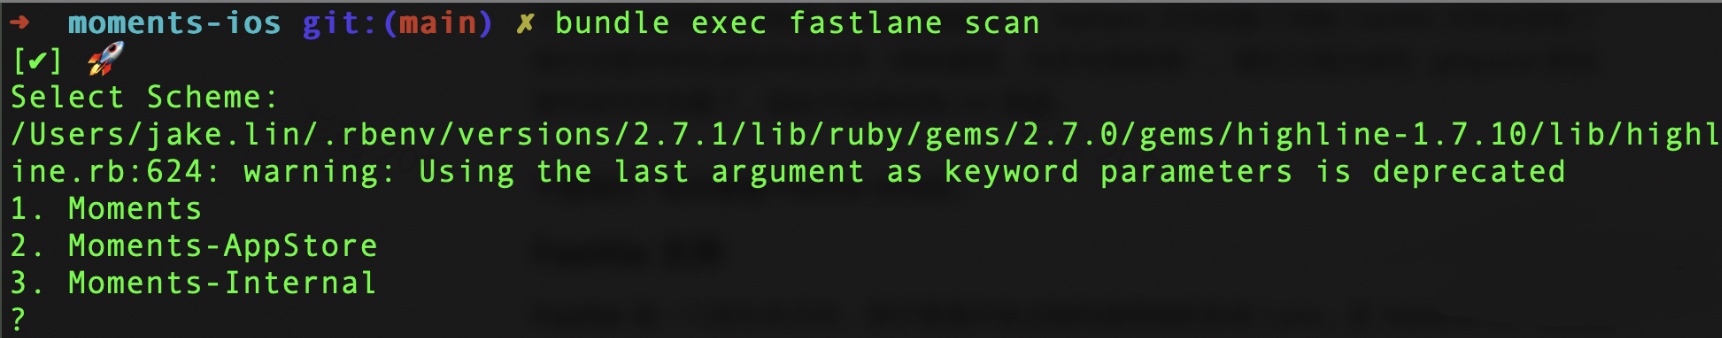 ➜ moments-ios git:(main) ✗ bundle exec fastlane scan
[✔] 🚀
Select Scheme:
/Users/jake.lin/.rbenv/versions/2.7.1/lib/ruby/gems/2.7.0/gems/highline-1.7.10/lib/highl
ine.rb:624: warning: Using the last argument as keyword parameters is deprecated
1. Moments
2. Moments-AppStore
3. Moments-Internal
?